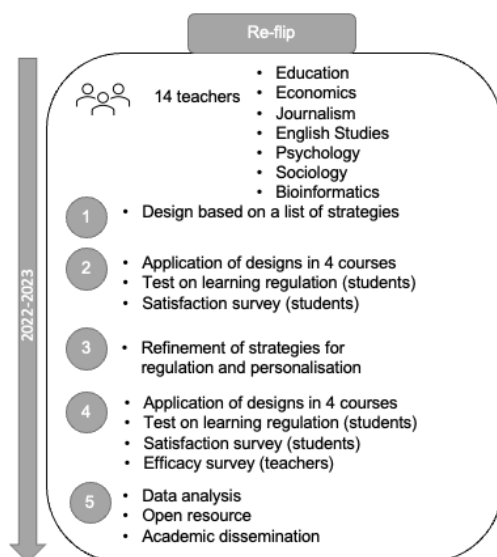 Re-flip
2022-2023
14 teachers
• Education
• Economics
• Journalism
• English Studies
• Psychology
• Sociology
• Bioinformatics
1
• Design based on a list of strategies
2
• Application of designs in 4 courses
• Test on learning regulation (students)
• Satisfaction survey (students)
3
• Refinement of strategies for
regulation and personalisation
4
• Application of designs in 4 courses
• Test on learning regulation (students)
• Satisfaction survey (students)
• Efficacy survey (teachers)
5
• Data analysis
• Open resource
• Academic dissemination